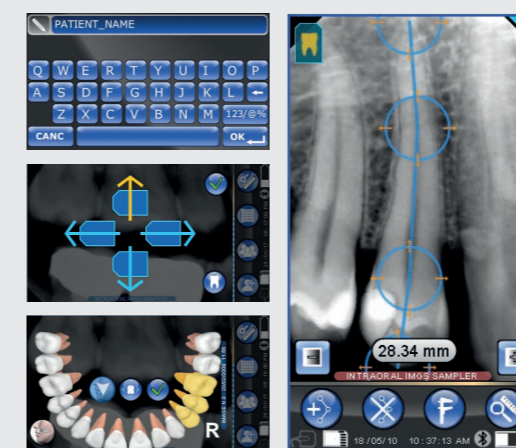 PATIENT_NAME
Q W E R T Y U I O P
A S D F G H J K L
Z X C V B N M 123/@%
CANC
OK
R
28.34 mm
INTRAORAL IMGS SAMPLER
18/05/10 10:37:13 AM